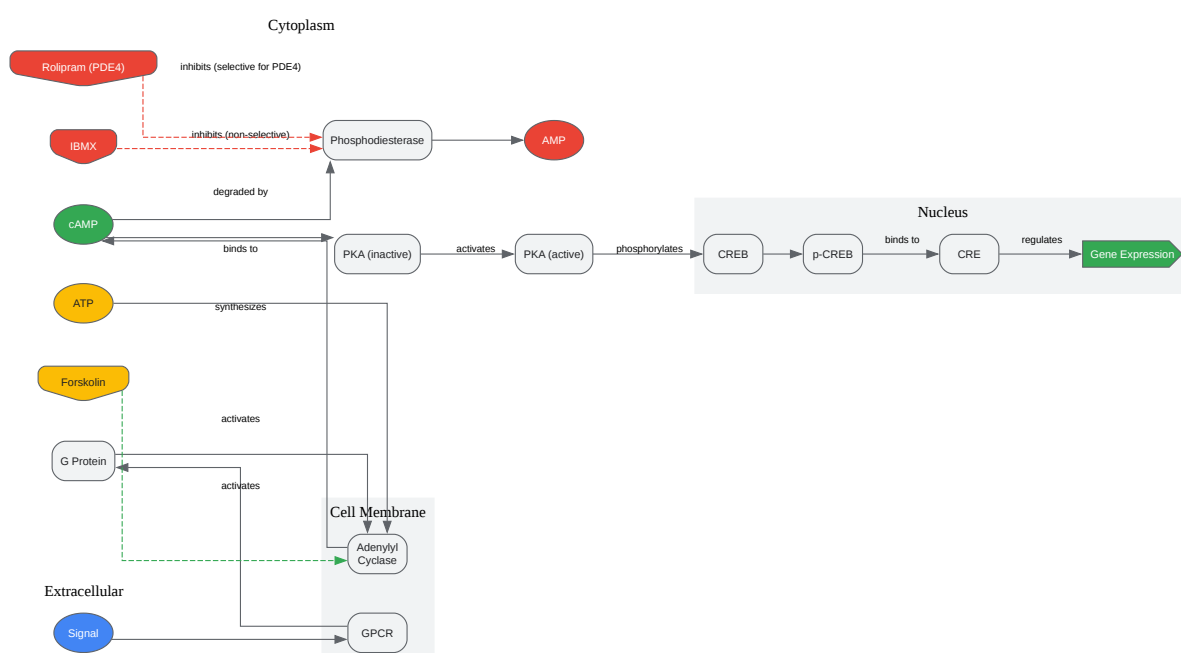 Cytoplasm
Rolipram (PDE4)
inhibits (selective for PDE4)
inhibits (non-selective)
IBMX
Phosphodiesterase
AMP
degraded by
cAMP
binds to
PKA (inactive)
activates
PKA (active)
phosphorylates
Nucleus
CREB
p-CREB
binds to
CRE
regulates
Gene Expression
ATP
synthesizes
Forskolin
activates
G Protein
activates
Cell Membrane
Adenylyl
Cyclase
Extracellular
Signal
GPCR